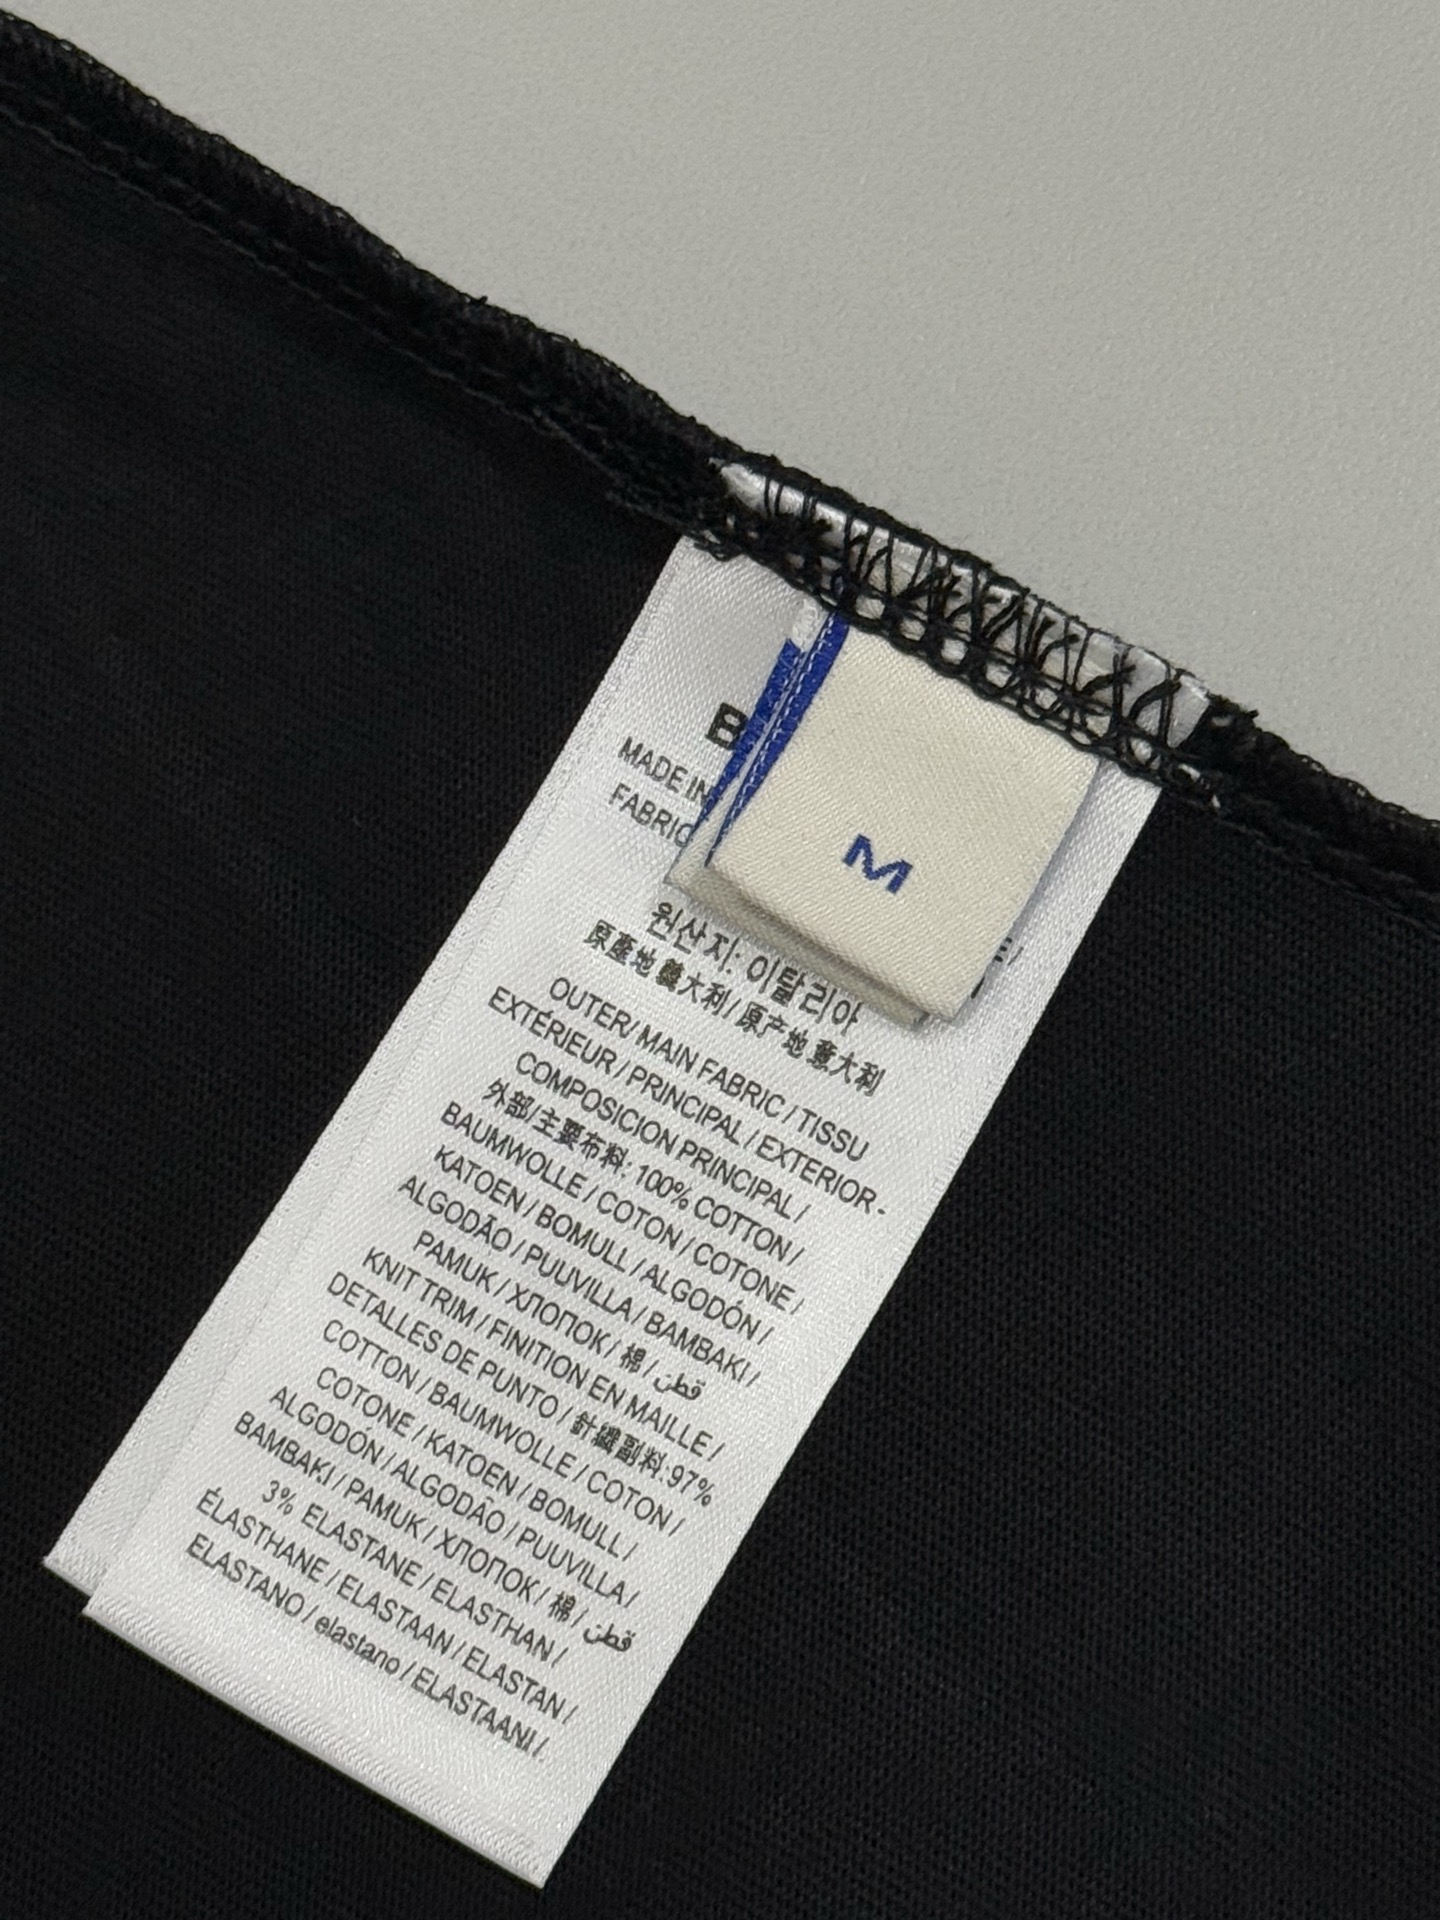 B
MADE IN
FABRIQ
M
원산지: 이탈리아
原產地 義大利/ 原产地 意大利
OUTER/ MAIN FABRIC / TISSU
EXTÉRIEUR / PRINCIPAL / EXTERIOR -
COMPOSICION PRINCIPAL /
外部/主要布料: 100% COTTON /
BAUMWOLLE / COTON / COTONE /
KATOEN / BOMULL / ALGODÓN /
ALGODÃO / PUUVILLA / BAMBAKI /
PAMUK / ХЛОПОК / 棉 / قطن
KNIT TRIM / FINITION EN MAILLE /
DETALLES DE PUNTO / 針織副料:97%
COTTON / BAUMWOLLE / COTON /
COTONE / KATOEN / BOMULL /
ALGODÓN / ALGODÃO / PUUVILLA /
BAMBAKI / PAMUK / ХЛОПОК / 棉 / قطن
3% ELASTANE / ELASTHAN /
ÉLASTHANE / ELASTAAN / ELASTAN /
ELASTANO / elastano / ELASTAANI /